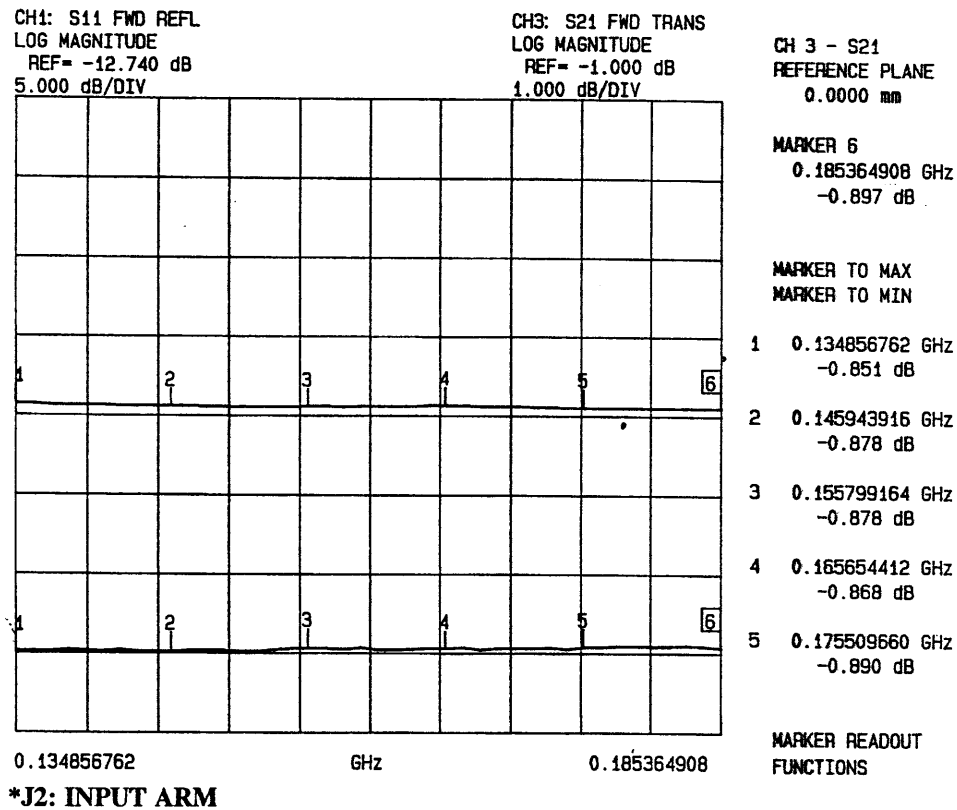 CH1: S11 FWD REFL
LOG MAGNITUDE
REF= -12.740 dB
5.000 dB/DIV
CH3: S21 FWD TRANS
LOG MAGNITUDE
REF= -1.000 dB
1.000 dB/DIV
CH 3 - S21
REFERENCE PLANE
0.0000 mm
MARKER 6
0.185364908 GHz
-0.897 dB
MARKER TO MAX
MARKER TO MIN
1 0.134856762 GHz
-0.851 dB
2 0.145943916 GHz
-0.878 dB
3 0.155799164 GHz
-0.878 dB
4 0.165654412 GHz
-0.868 dB
5 0.175509660 GHz
-0.890 dB
MARKER READOUT
FUNCTIONS
1 2 3 4 5 6
1 2 3 4 5 6
0.134856762 GHz 0.185364908
*J2: INPUT ARM